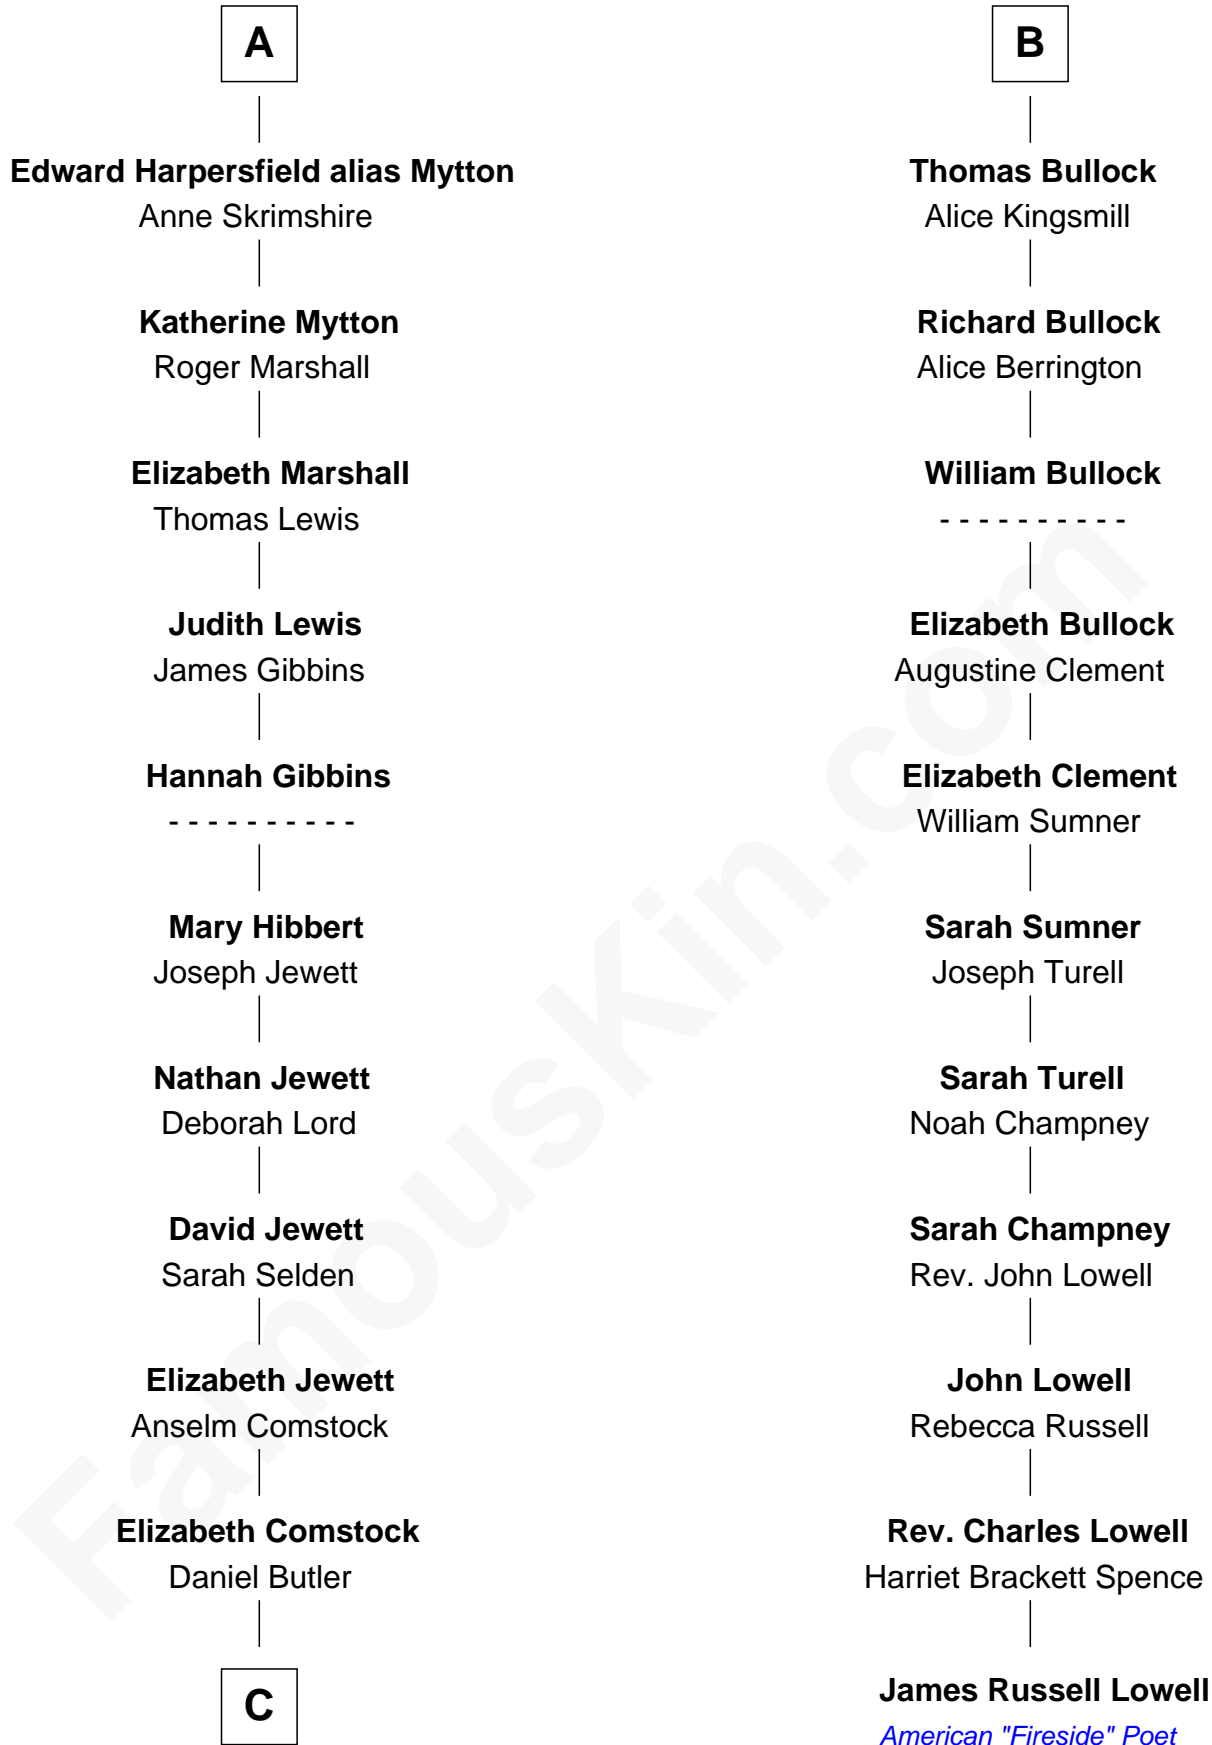 A
Edward Harpersfield alias Mytton
Anne Skrimshire
Katherine Mytton
Roger Marshall
Elizabeth Marshall
Thomas Lewis
Judith Lewis
James Gibbins
Hannah Gibbins
- - - - - - - - - -
Mary Hibbert
Joseph Jewett
Nathan Jewett
Deborah Lord
David Jewett
Sarah Selden
Elizabeth Jewett
Anselm Comstock
Elizabeth Comstock
Daniel Butler
C
B
Thomas Bullock
Alice Kingsmill
Richard Bullock
Alice Berrington
William Bullock
- - - - - - - - - -
Elizabeth Bullock
Augustine Clement
Elizabeth Clement
William Sumner
Sarah Sumner
Joseph Turell
Sarah Turell
Noah Champney
Sarah Champney
Rev. John Lowell
John Lowell
Rebecca Russell
Rev. Charles Lowell
Harriet Brackett Spence
James Russell Lowell
American "Fireside" Poet
FamousKin.com